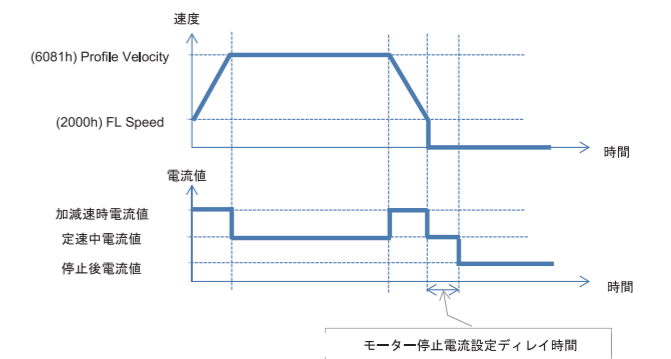 速度
(6081h) Profile Velocity
(2000h) FL Speed
時間
電流値
加減速時電流値
定速中電流値
停止後電流値
時間
モーター停止電流設定ディレイ時間